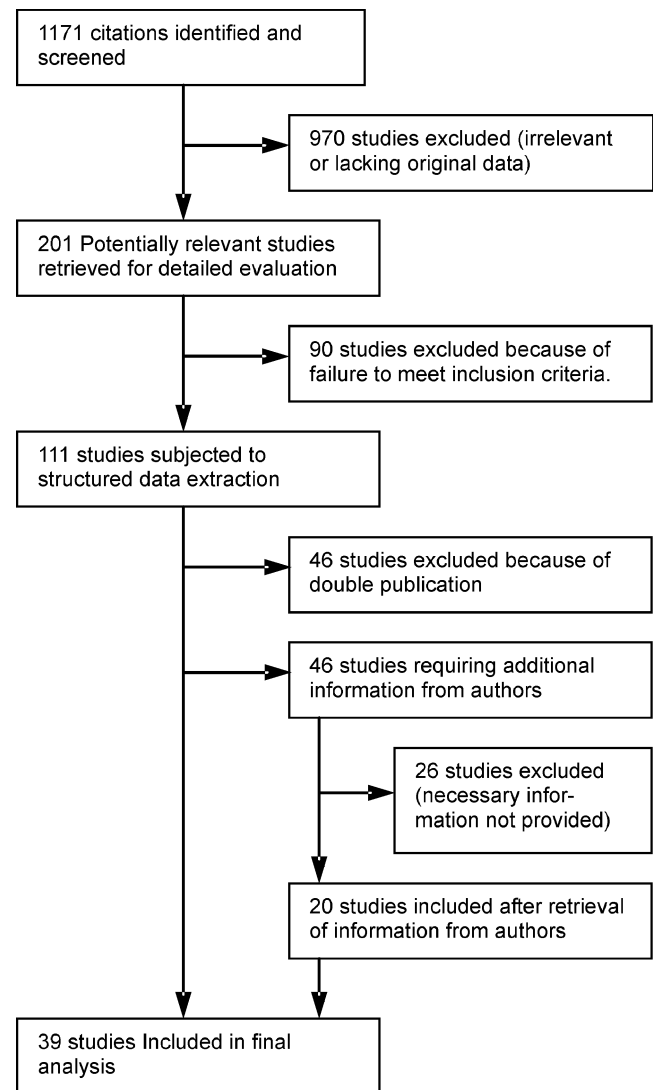 1171 citations identified and
screened
970 studies excluded (irrelevant
or lacking original data)
201 Potentially relevant studies
retrieved for detailed evaluation
90 studies excluded because of
failure to meet inclusion criteria.
111 studies subjected to
structured data extraction
46 studies excluded because of
double publication
46 studies requiring additional
information from authors
26 studies excluded
(necessary infor-
mation not provided)
20 studies included after retrieval
of information from authors
39 studies Included in final
analysis